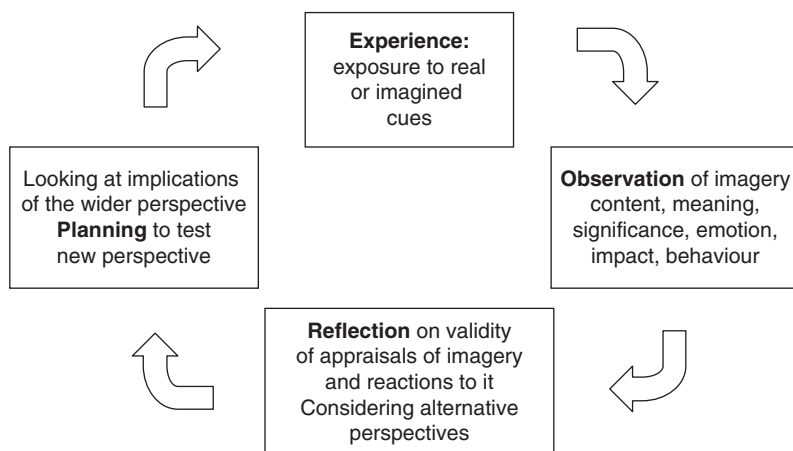 Experience:
exposure to real
or imagined
cues
Observation of imagery
content, meaning,
significance, emotion,
impact, behaviour
Reflection on validity
of appraisals of imagery
and reactions to it
Considering alternative
perspectives
Looking at implications
of the wider perspective
Planning to test
new perspective